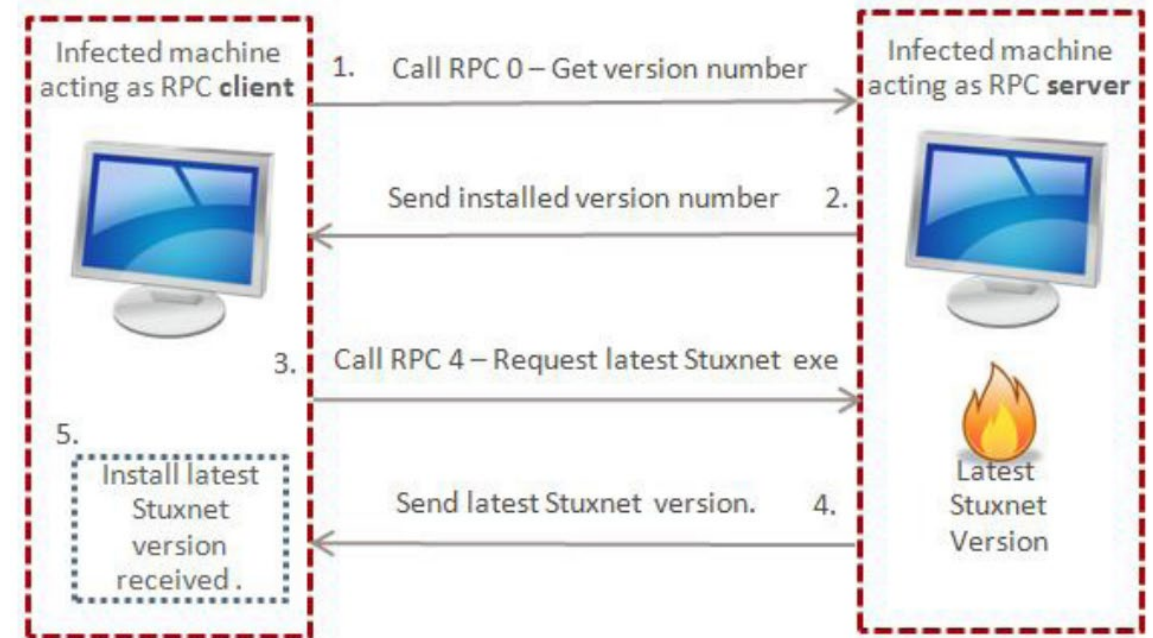 Infected machine
acting as RPC client
Infected machine
acting as RPC server
1. Call RPC 0 – Get version number
Send installed version number 2.
3. Call RPC 4 – Request latest Stuxnet exe
Send latest Stuxnet version. 4.
5.
Install latest
Stuxnet
version
received .
Latest
Stuxnet
Version